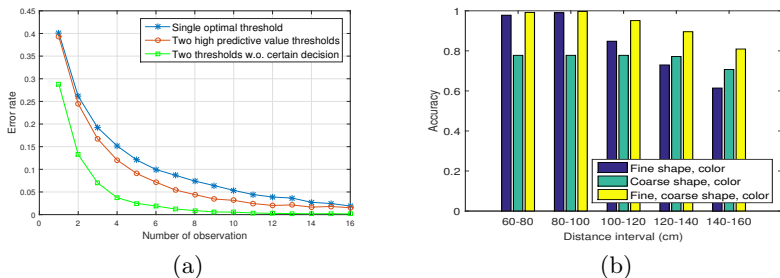 0.45
0.4
0.35
0.3
0.25
0.2
0.15
0.1
0.05
0
Error rate
0 2 4 6 8 10 12 14 16
Number of observation
Single optimal threshold
Two high predictive value thresholds
Two thresholds w.o. certain decision
(a)
1
0.8
0.6
0.4
0.2
0
Accuracy
Fine shape, color
Coarse shape, color
Fine, coarse shape, color
60-80 80-100 100-120 120-140 140-160
Distance interval (cm)
(b)